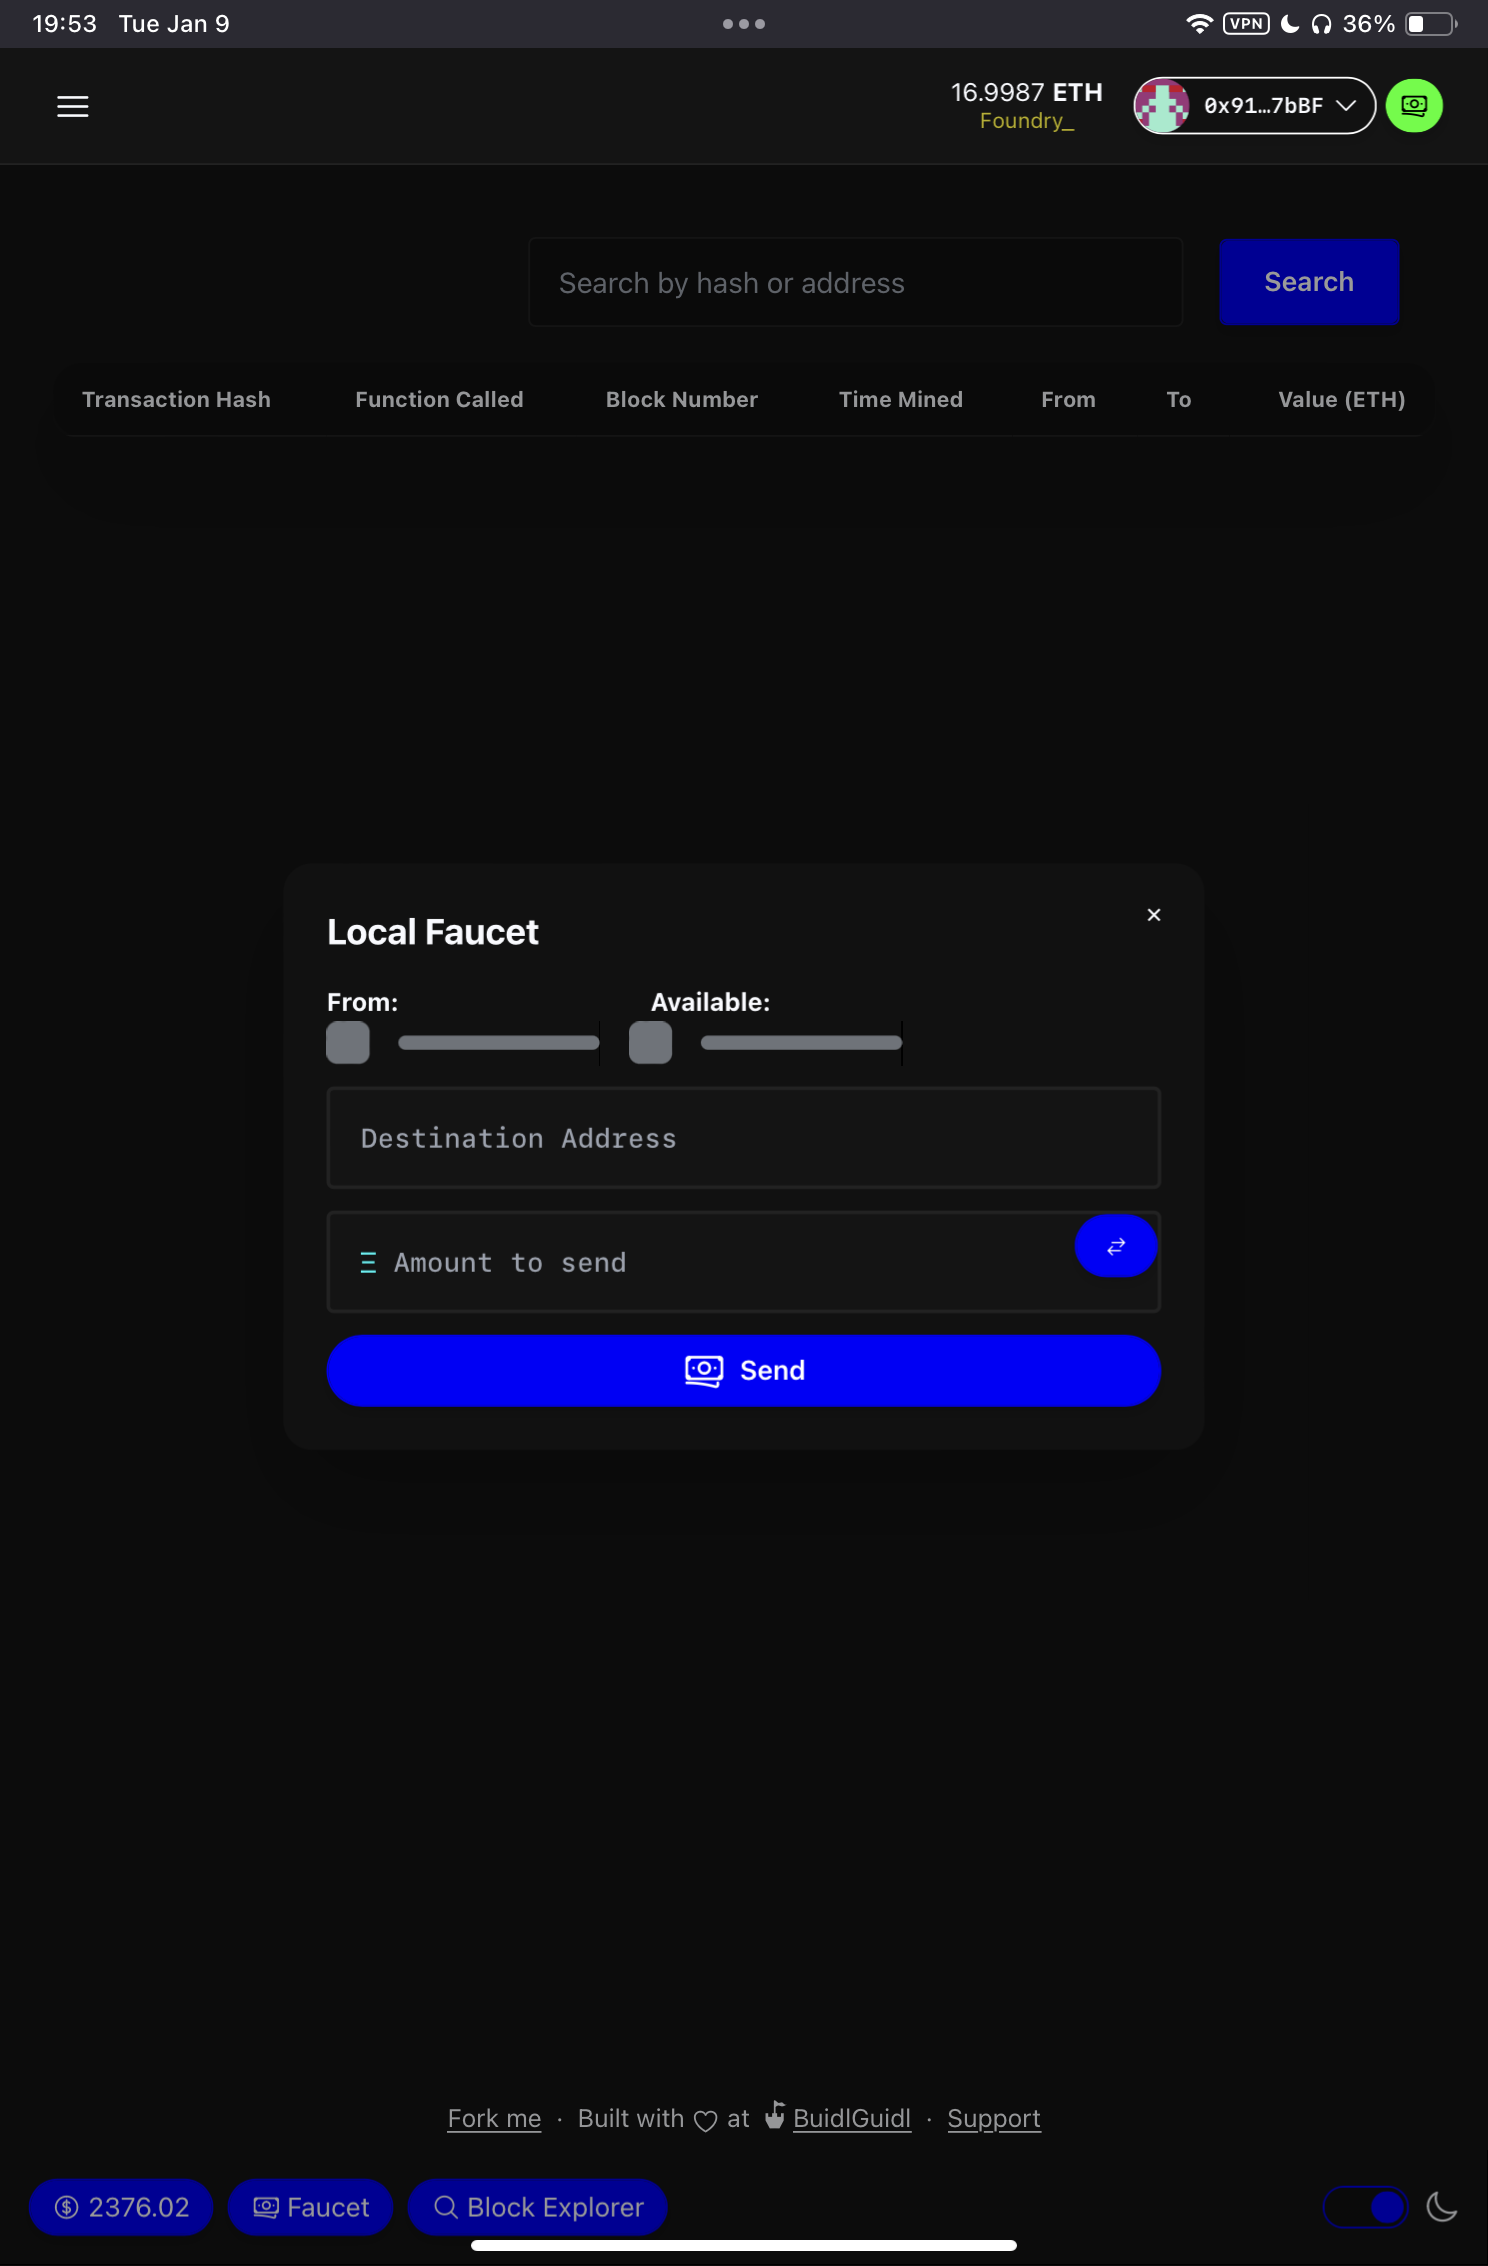 19:53 Tue Jan 9
VPN 36%
16.9987 ETH
Foundry_
0x91...7bBF
Search by hash or address
Search
Transaction Hash Function Called Block Number Time Mined From To Value (ETH)
Local Faucet
×
From: Available:
Destination Address
Ξ Amount to send
Send
Fork me · Built with ♡ at BuidlGuidl · Support
$ 2376.02 Faucet Block Explorer